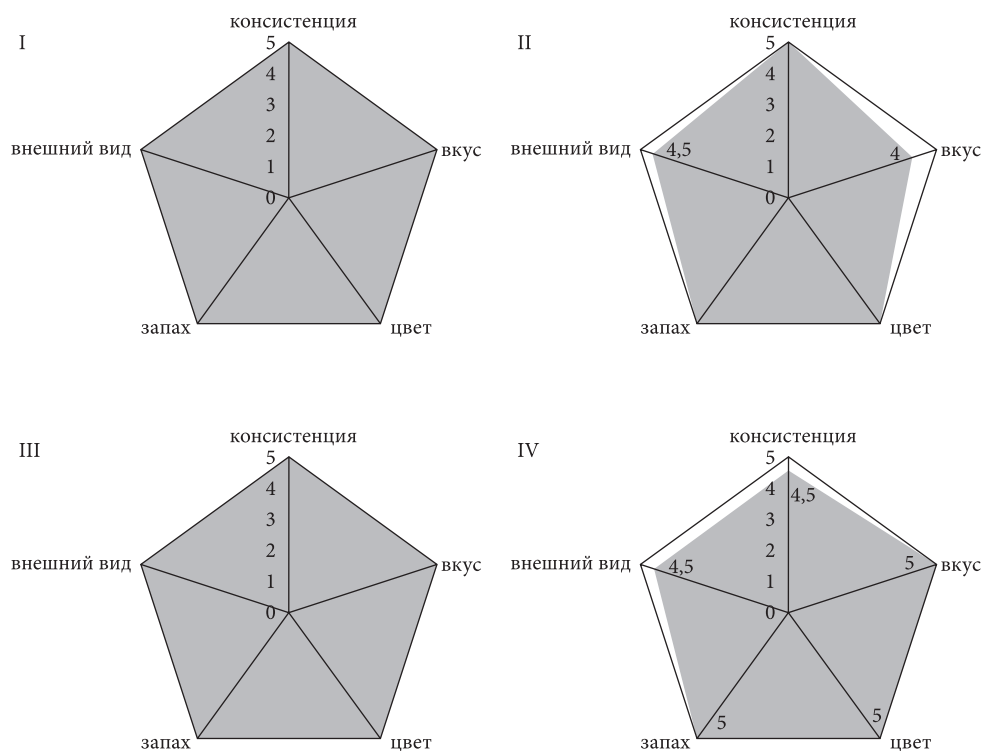 I
консистенция
5
4
3
2
1
0
внешний вид
вкус
запах
цвет
II
консистенция
5
4
3
2
1
0
внешний вид
4,5
4
вкус
запах
цвет
III
консистенция
5
4
3
2
1
0
внешний вид
вкус
запах
цвет
IV
консистенция
5
4
4,5
3
2
1
0
внешний вид
4,5
5
вкус
5
5
запах
цвет